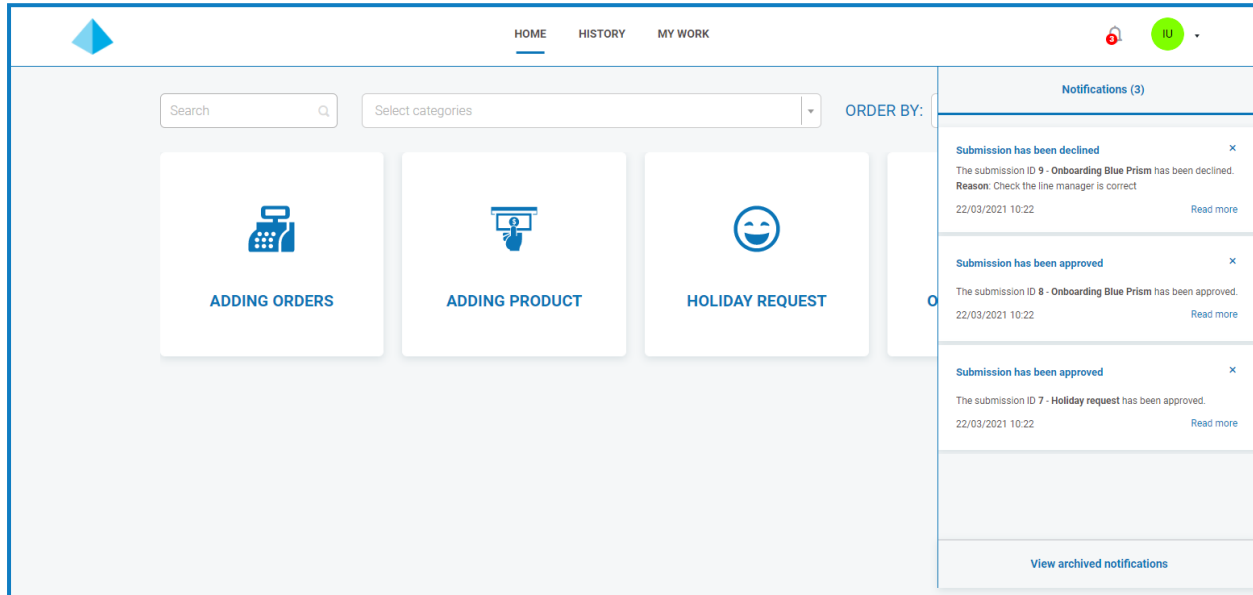 HOME HISTORY MY WORK
3
IU
Search
Select categories
ORDER BY:
Notifications (3)
Submission has been declined ×
The submission ID 9 - Onboarding Blue Prism has been declined.
Reason: Check the line manager is correct
22/03/2021 10:22 Read more
Submission has been approved ×
The submission ID 8 - Onboarding Blue Prism has been approved.
22/03/2021 10:22 Read more
Submission has been approved ×
The submission ID 7 - Holiday request has been approved.
22/03/2021 10:22 Read more
View archived notifications
$
ADDING ORDERS
ADDING PRODUCT
HOLIDAY REQUEST
O